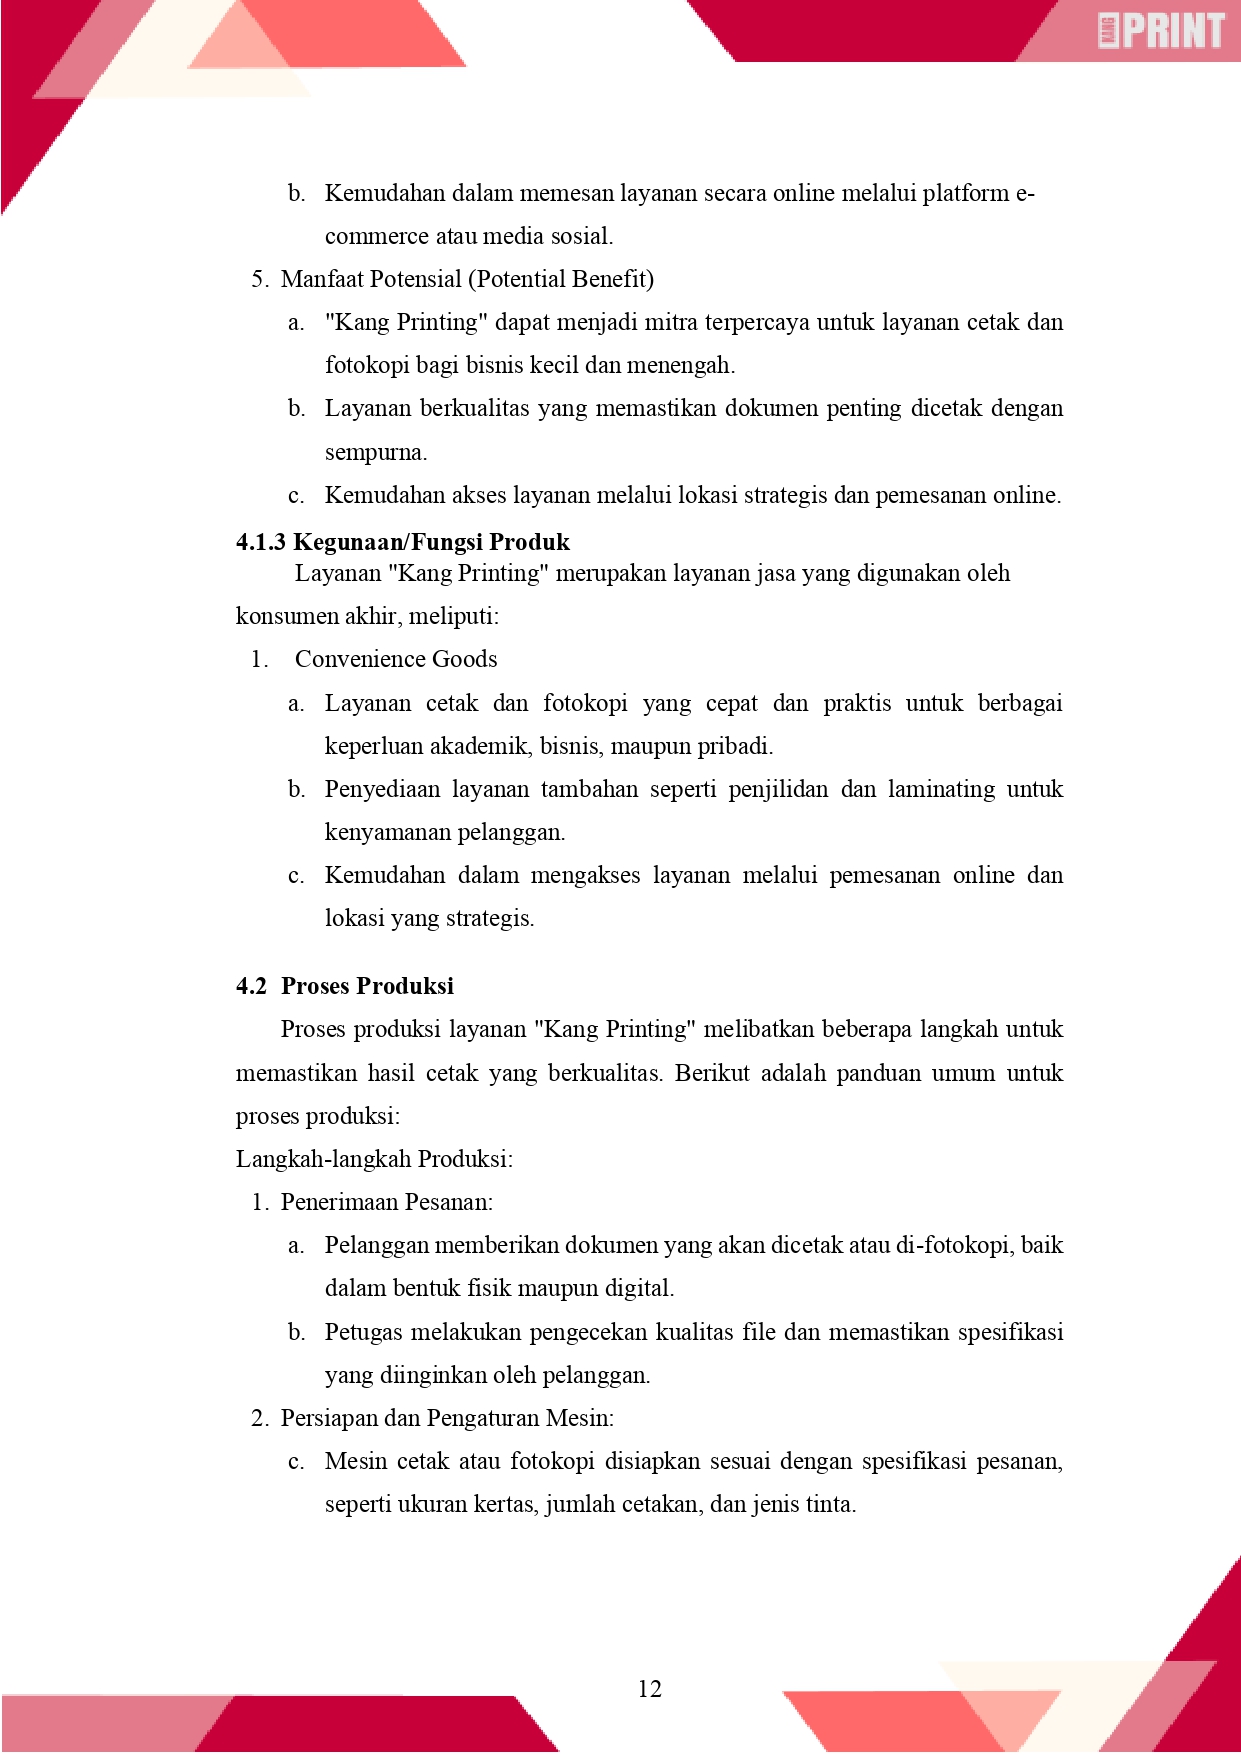 KANG PRINT
b. Kemudahan dalam memesan layanan secara online melalui platform e-
commerce atau media sosial.
5. Manfaat Potensial (Potential Benefit)
a. "Kang Printing" dapat menjadi mitra terpercaya untuk layanan cetak dan
fotokopi bagi bisnis kecil dan menengah.
b. Layanan berkualitas yang memastikan dokumen penting dicetak dengan
sempurna.
c. Kemudahan akses layanan melalui lokasi strategis dan pemesanan online.
4.1.3 Kegunaan/Fungsi Produk
Layanan "Kang Printing" merupakan layanan jasa yang digunakan oleh
konsumen akhir, meliputi:
1. Convenience Goods
a. Layanan cetak dan fotokopi yang cepat dan praktis untuk berbagai
keperluan akademik, bisnis, maupun pribadi.
b. Penyediaan layanan tambahan seperti penjilidan dan laminating untuk
kenyamanan pelanggan.
c. Kemudahan dalam mengakses layanan melalui pemesanan online dan
lokasi yang strategis.
4.2 Proses Produksi
Proses produksi layanan "Kang Printing" melibatkan beberapa langkah untuk
memastikan hasil cetak yang berkualitas. Berikut adalah panduan umum untuk
proses produksi:
Langkah-langkah Produksi:
1. Penerimaan Pesanan:
a. Pelanggan memberikan dokumen yang akan dicetak atau di-fotokopi, baik
dalam bentuk fisik maupun digital.
b. Petugas melakukan pengecekan kualitas file dan memastikan spesifikasi
yang diinginkan oleh pelanggan.
2. Persiapan dan Pengaturan Mesin:
c. Mesin cetak atau fotokopi disiapkan sesuai dengan spesifikasi pesanan,
seperti ukuran kertas, jumlah cetakan, dan jenis tinta.
12